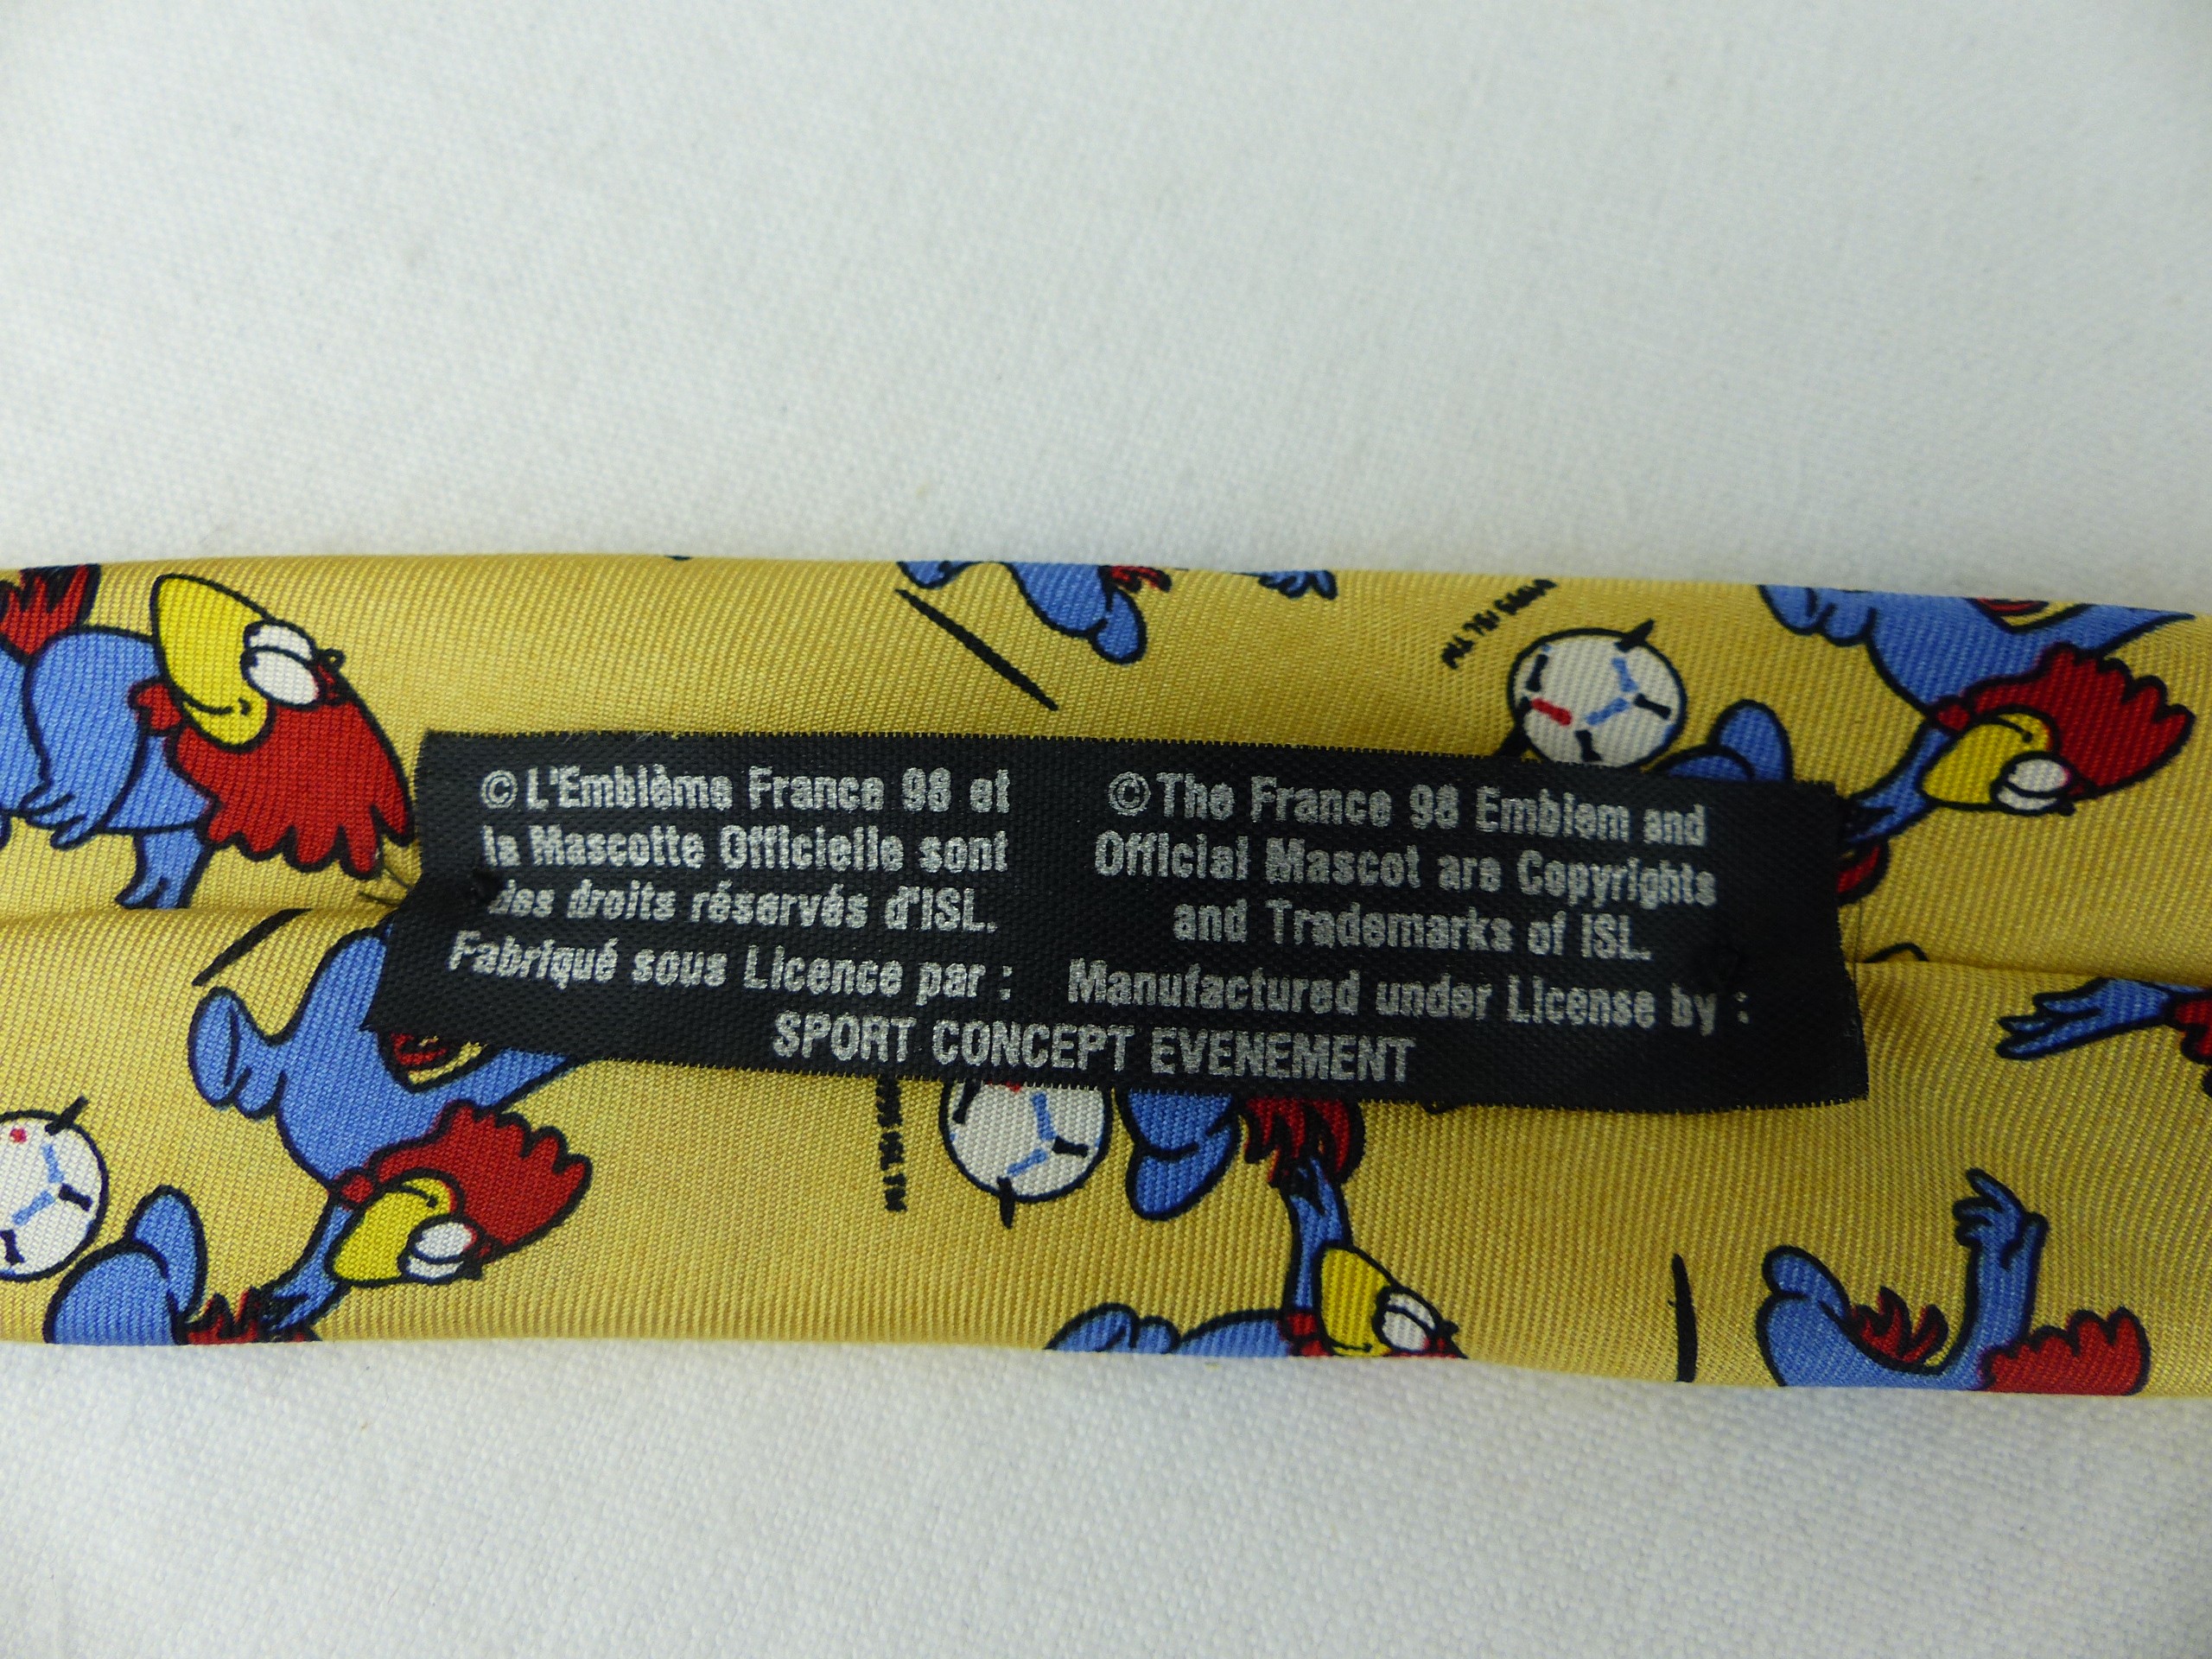 © L'Emblème France 98 et
la Mascotte Officielle sont
des droits réservés d'ISL.
Fabriqué sous Licence par :
© The France 98 Emblem and
Official Mascot are Copyrights
and Trademarks of ISL.
Manufactured under License by :
SPORT CONCEPT EVENEMENT